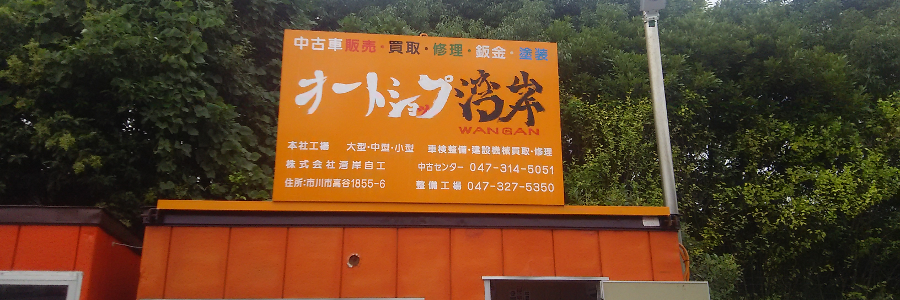 中古車販売・買取・修理・鈑金・塗装
オートショップ湾岸
WANGAN
本社工場 大型・中型・小型 車検整備・建設機械買取・修理
株式会社湾岸自工 中古センター 047-314-5051
住所:市川市高谷1855-6 整備工場 047-327-5350